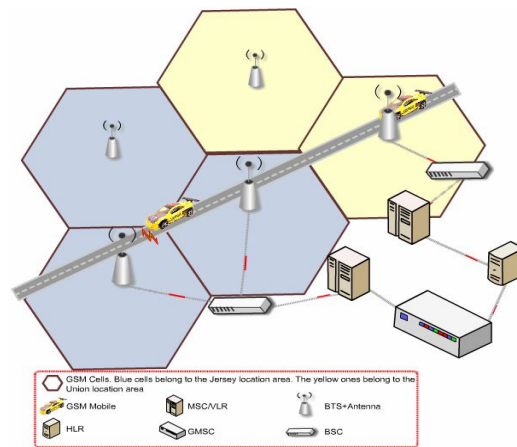 GSM Cells. Blue cells belong to the Jersey location area. The yellow ones belong to the
Union location area
GSM Mobile
MSC/VLR
BTS+Antenna
HLR
GMSC
BSC